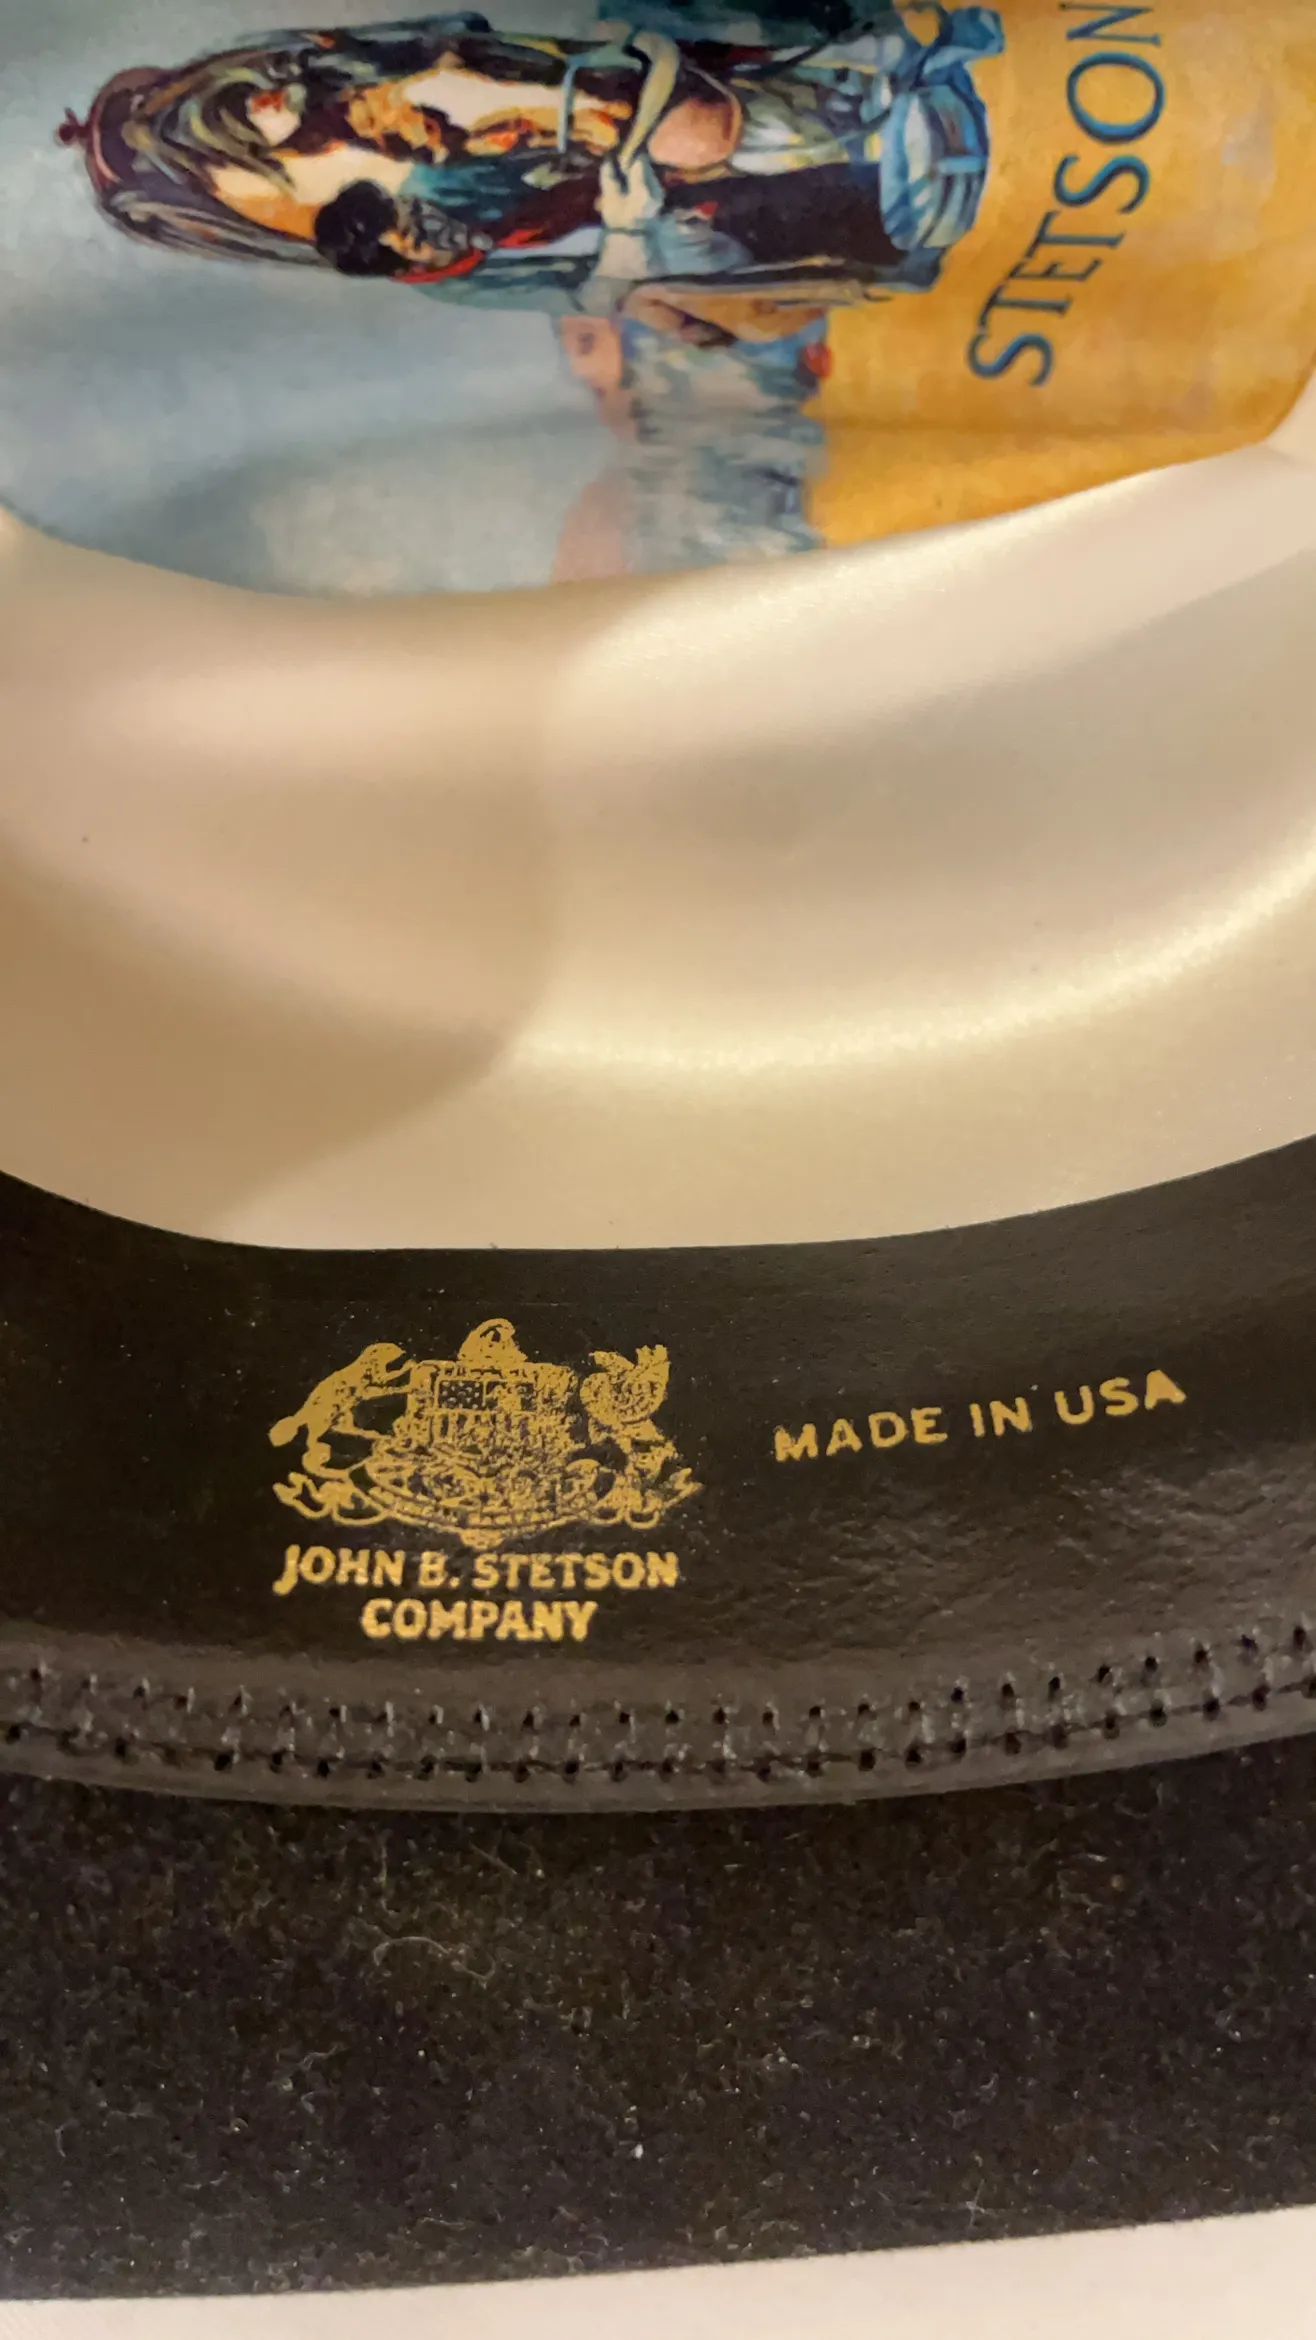 STETSON
MADE IN USA
JOHN B. STETSON
COMPANY